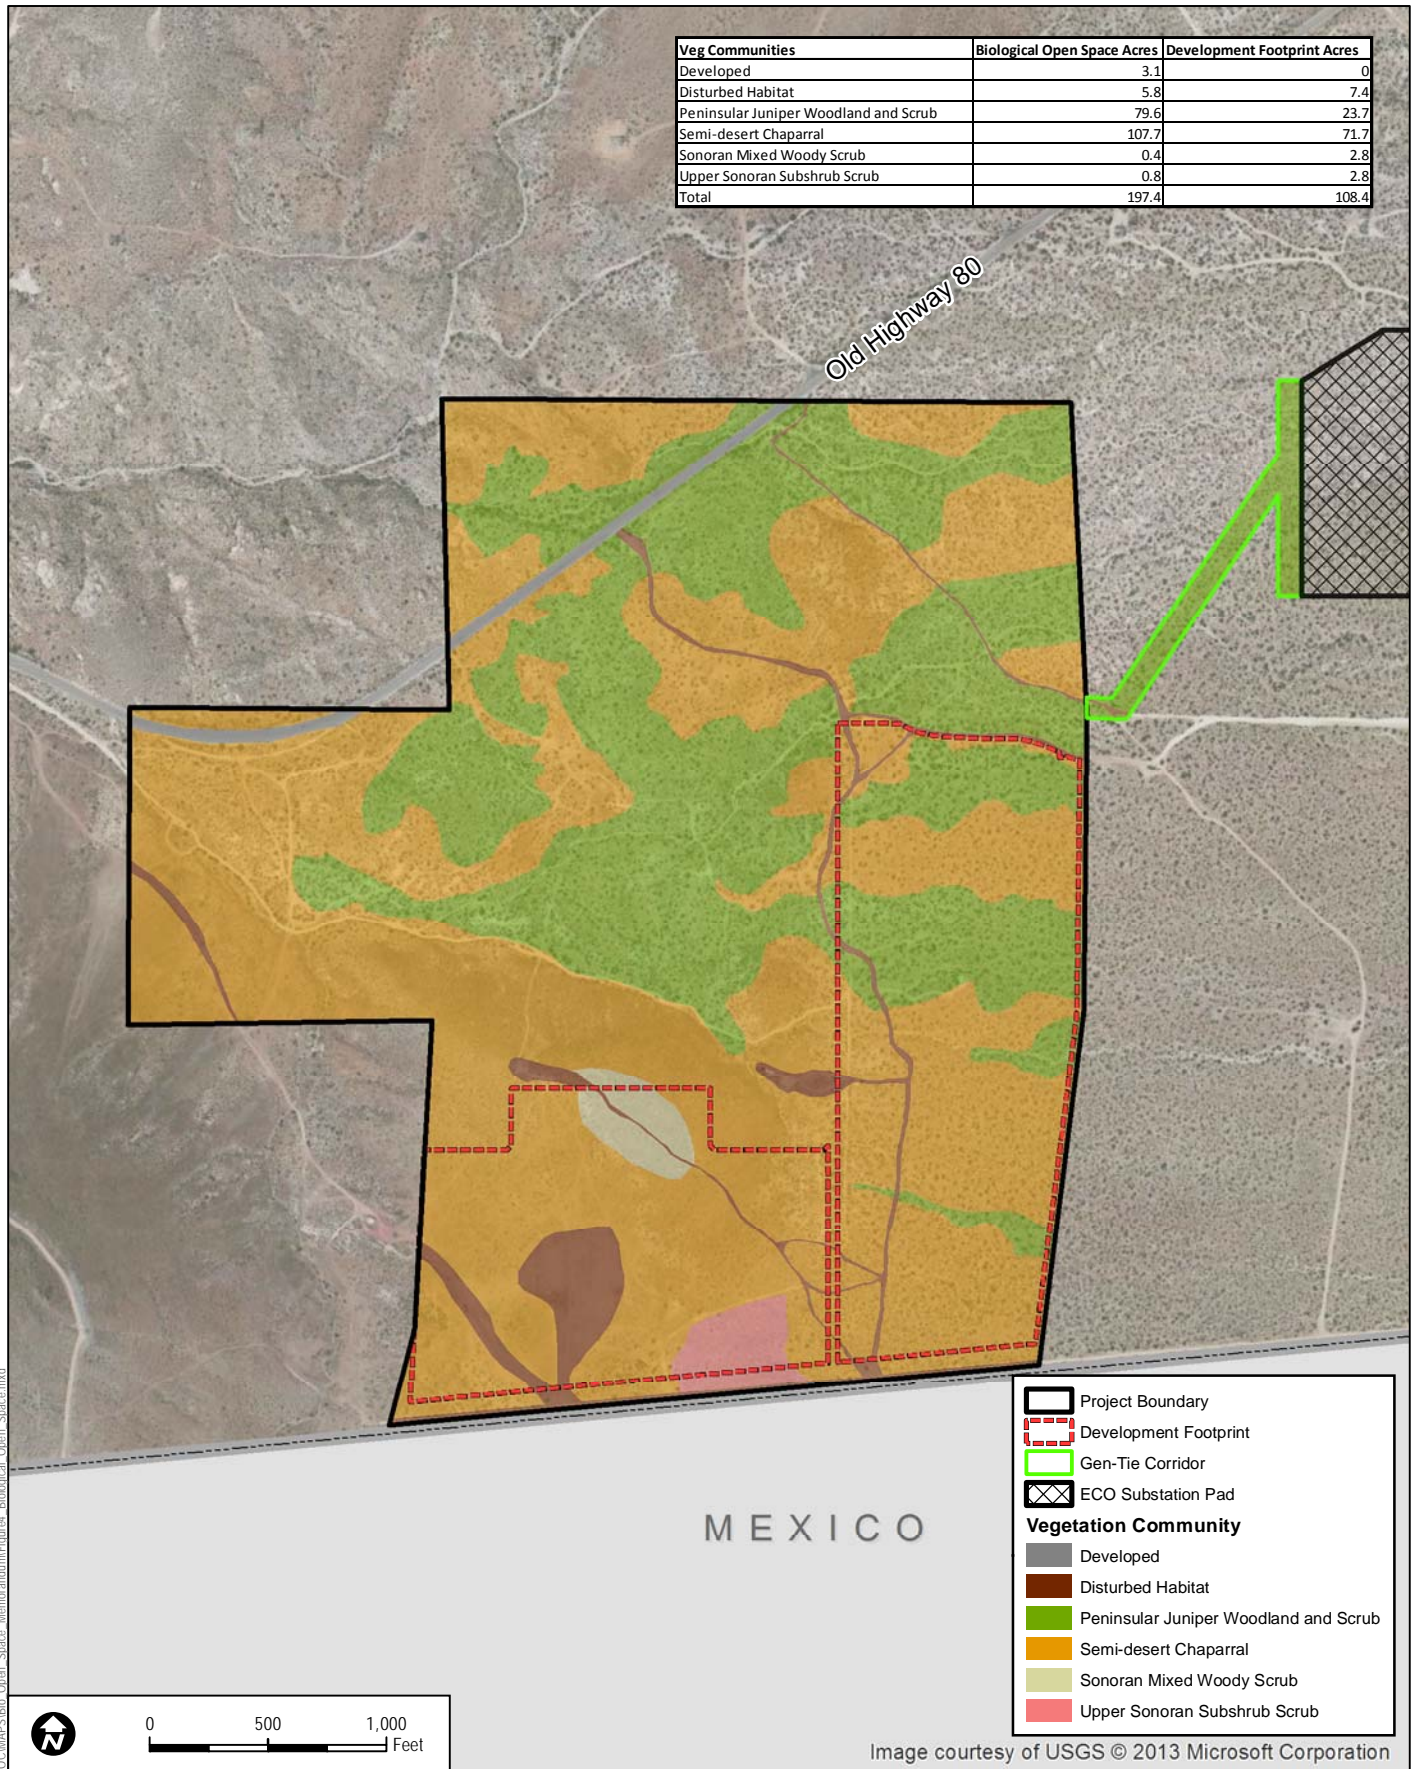 Veg Communities Biological Open Space Acres Development Footprint Acres
Developed 3.1 0
Disturbed Habitat 5.8 7.4
Peninsular Juniper Woodland and Scrub 79.6 23.7
Semi-desert Chaparral 107.7 71.7
Sonoran Mixed Woody Scrub 0.4 2.8
Upper Sonoran Subshrub Scrub 0.8 2.8
Total 197.4 108.4
Old Highway 80
MEXICO
Project Boundary
Development Footprint
Gen-Tie Corridor
ECO Substation Pad
Vegetation Community
Developed
Disturbed Habitat
Peninsular Juniper Woodland and Scrub
Semi-desert Chaparral
Sonoran Mixed Woody Scrub
Upper Sonoran Subshrub Scrub
N
0 500 1,000
Feet
Image courtesy of USGS © 2013 Microsoft Corporation